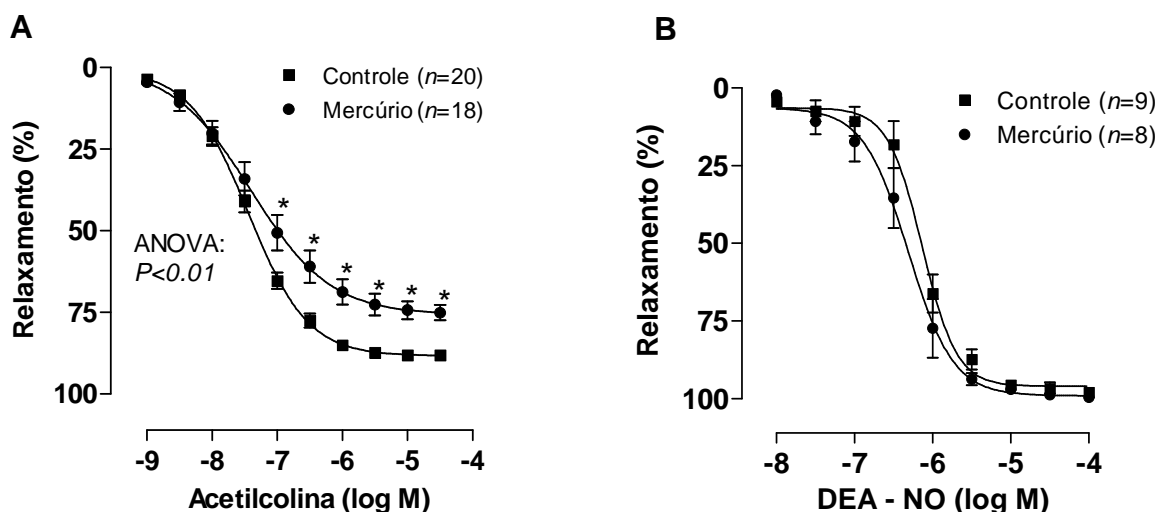 A
Controle (n=20)
Mercúrio (n=18)
0
25
50
75
100
Relaxamento (%)
ANOVA:
P<0.01
* * * * * *
-9 -8 -7 -6 -5 -4
Acetilcolina (log M)
B
Controle (n=9)
Mercúrio (n=8)
0
25
50
75
100
Relaxamento (%)
-8 -7 -6 -5 -4
DEA - NO (log M)